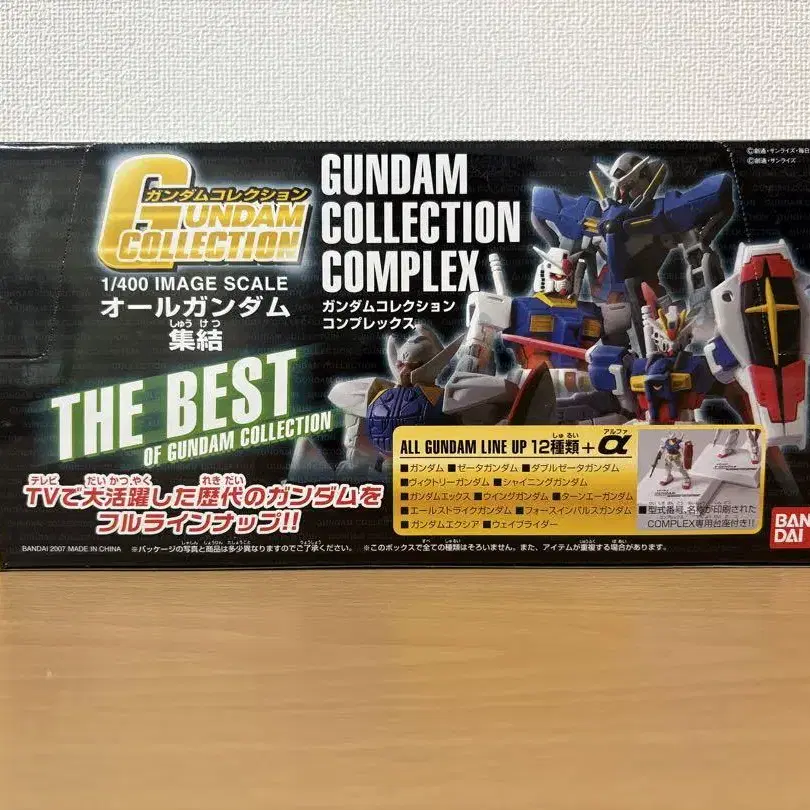 ガンダムコレクション
GUNDAM
COLLECTION
1/400 IMAGE SCALE
オールガンダム
しゅう けつ
集結
GUNDAM
COLLECTION
COMPLEX
ガンダムコレクション
コンプレックス
©創通・サンライズ・毎日
©創通・サンライズ
THE BEST
OF GUNDAM COLLECTION
テレビ だい かつ やく れき だい
TVで大活躍した歴代のガンダムを
フルラインナップ!!
しゅ るい アルファ
ALL GUNDAM LINE UP 12種類+α
■ガンダム ■ゼータガンダム ■ダブルゼータガンダム
■ヴィクトリーガンダム ■シャイニングガンダム
■ガンダムエックス ■ウイングガンダム ■ターンエーガンダム
■エールストライクガンダム ■フォースインパルスガンダム
■ガンダムエクシア ■ウェイブライダー
■型式番号、名称が印刷された
COMPLEX専用台座付き!!
BAN
DAI
BANDAI 2007 MADE IN CHINA ※パッケージの写真と商品は多少異なりますのでご了承ください。 ※このボックスで全ての種類はそろいません。また、アイテムが重複する場合があります。